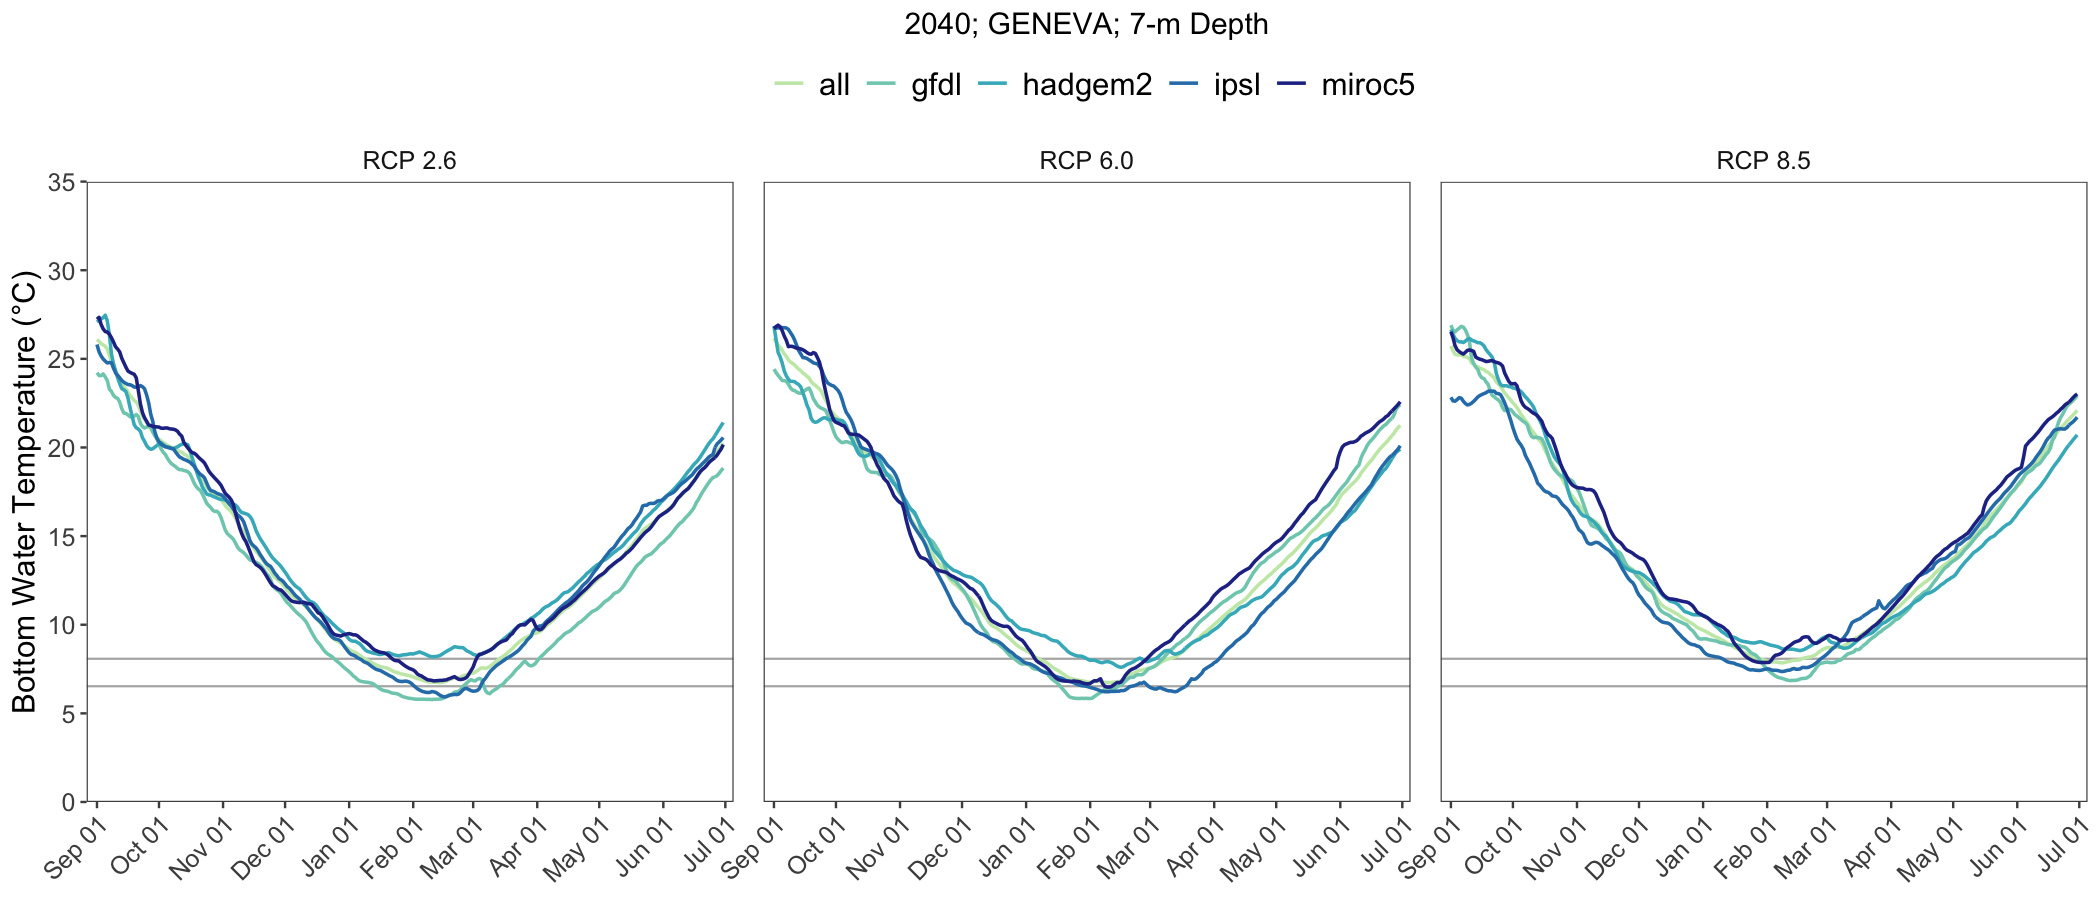 2040; GENEVA; 7-m Depth
all gfdl hadgem2 ipsl miroc5
RCP 2.6 RCP 6.0 RCP 8.5
Bottom Water Temperature (°C)
35
30
25
20
15
10
5
0
Sep 01 Oct 01 Nov 01 Dec 01 Jan 01 Feb 01 Mar 01 Apr 01 May 01 Jun 01 Jul 01 Sep 01 Oct 01 Nov 01 Dec 01 Jan 01 Feb 01 Mar 01 Apr 01 May 01 Jun 01 Jul 01 Sep 01 Oct 01 Nov 01 Dec 01 Jan 01 Feb 01 Mar 01 Apr 01 May 01 Jun 01 Jul 01